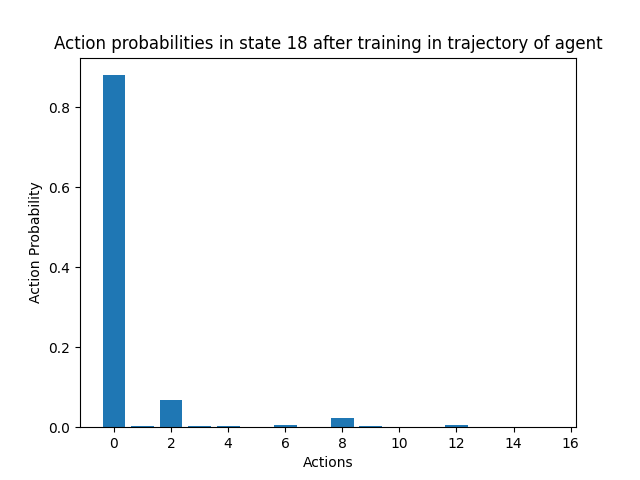 Action probabilities in state 18 after training in trajectory of agent
Action Probability
0.8
0.6
0.4
0.2
0.0
0 2 4 6 8 10 12 14 16
Actions